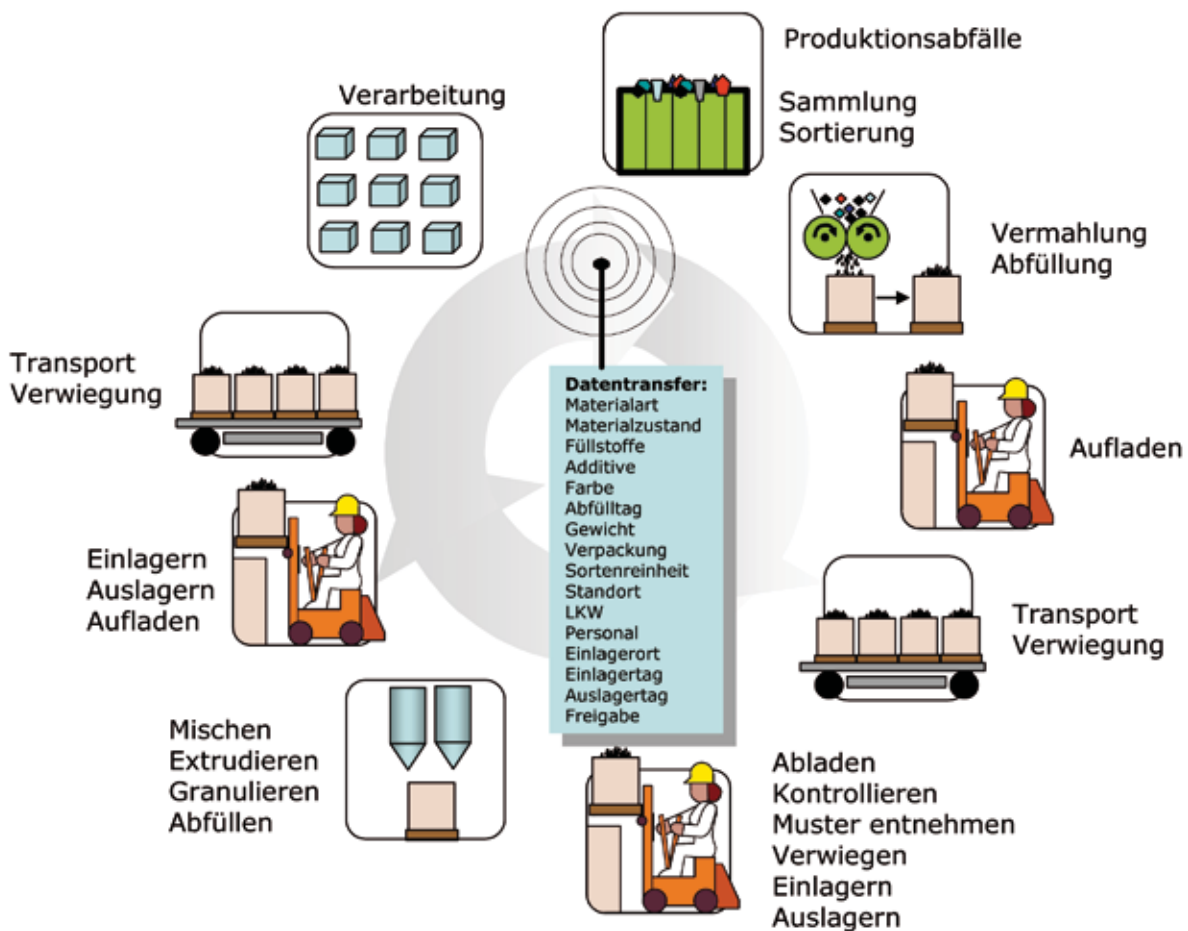 Produktionsabfälle
Sammlung
Sortierung
Vermahlung
Abfüllung
Aufladen
Transport
Verwiegung
Abladen
Kontrollieren
Muster entnehmen
Verwiegen
Einlagern
Auslagern
Mischen
Extrudieren
Granulieren
Abfüllen
Einlagern
Auslagern
Aufladen
Transport
Verwiegung
Verarbeitung
Datentransfer:
Materialart
Materialzustand
Füllstoffe
Additive
Farbe
Abfülltag
Gewicht
Verpackung
Sortenreinheit
Standort
LKW
Personal
Einlagerort
Einlagertag
Auslagertag
Freigabe